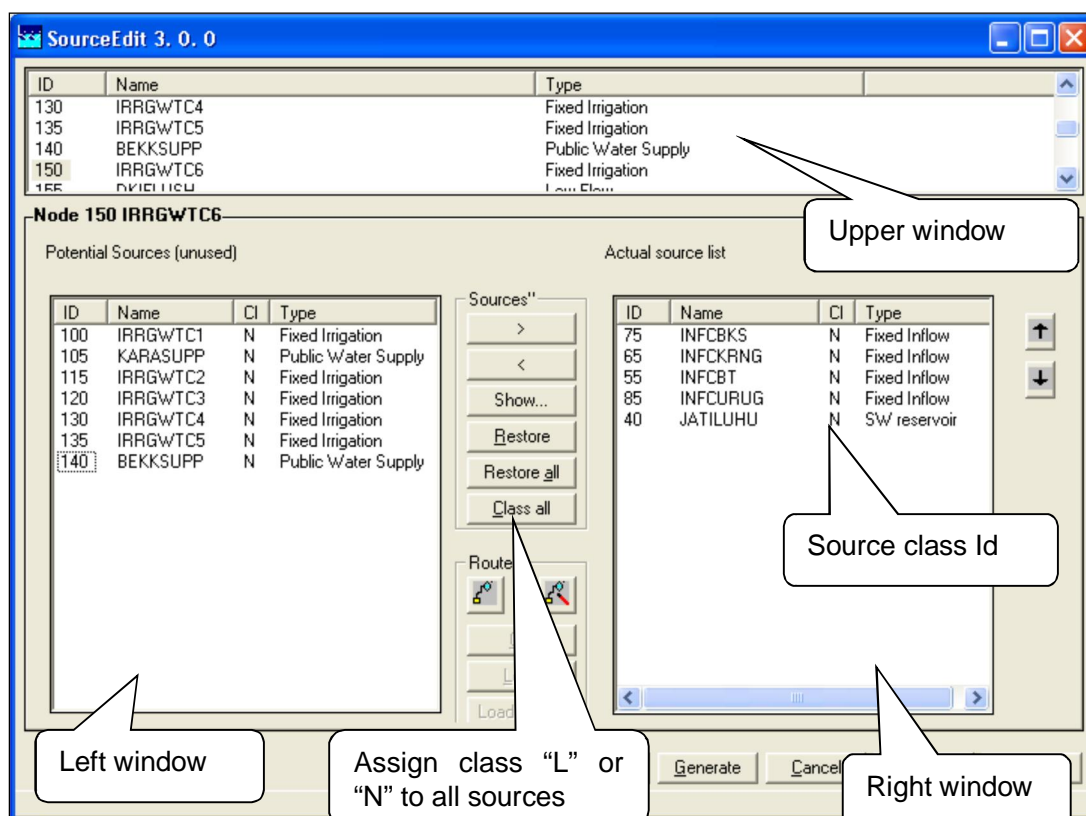 SourceEdit 3. 0. 0
ID Name Type
130 IRRGWTC4 Fixed Irrigation
135 IRRGWTC5 Fixed Irrigation
140 BEKKSUPP Public Water Supply
150 IRRGWTC6 Fixed Irrigation
155 DKIFLUSH Low Flow
Upper window
Node 150 IRRGWTC6
Potential Sources (unused)
Actual source list
ID Name Cl Type
100 IRRGWTC1 N Fixed Irrigation
105 KARASUPP N Public Water Supply
115 IRRGWTC2 N Fixed Irrigation
120 IRRGWTC3 N Fixed Irrigation
130 IRRGWTC4 N Fixed Irrigation
135 IRRGWTC5 N Fixed Irrigation
140 BEKKSUPP N Public Water Supply
Sources"
>
<
Show...
Restore
Restore all
Class all
Route
Load
ID Name Cl Type
75 INFCBKS N Fixed Inflow
65 INFCKRNG N Fixed Inflow
55 INFCBT N Fixed Inflow
85 INFCURUG N Fixed Inflow
40 JATILUHU N SW reservoir
Source class Id
Left window
Assign class “L” or
“N” to all sources
Generate
Cancel
Right window